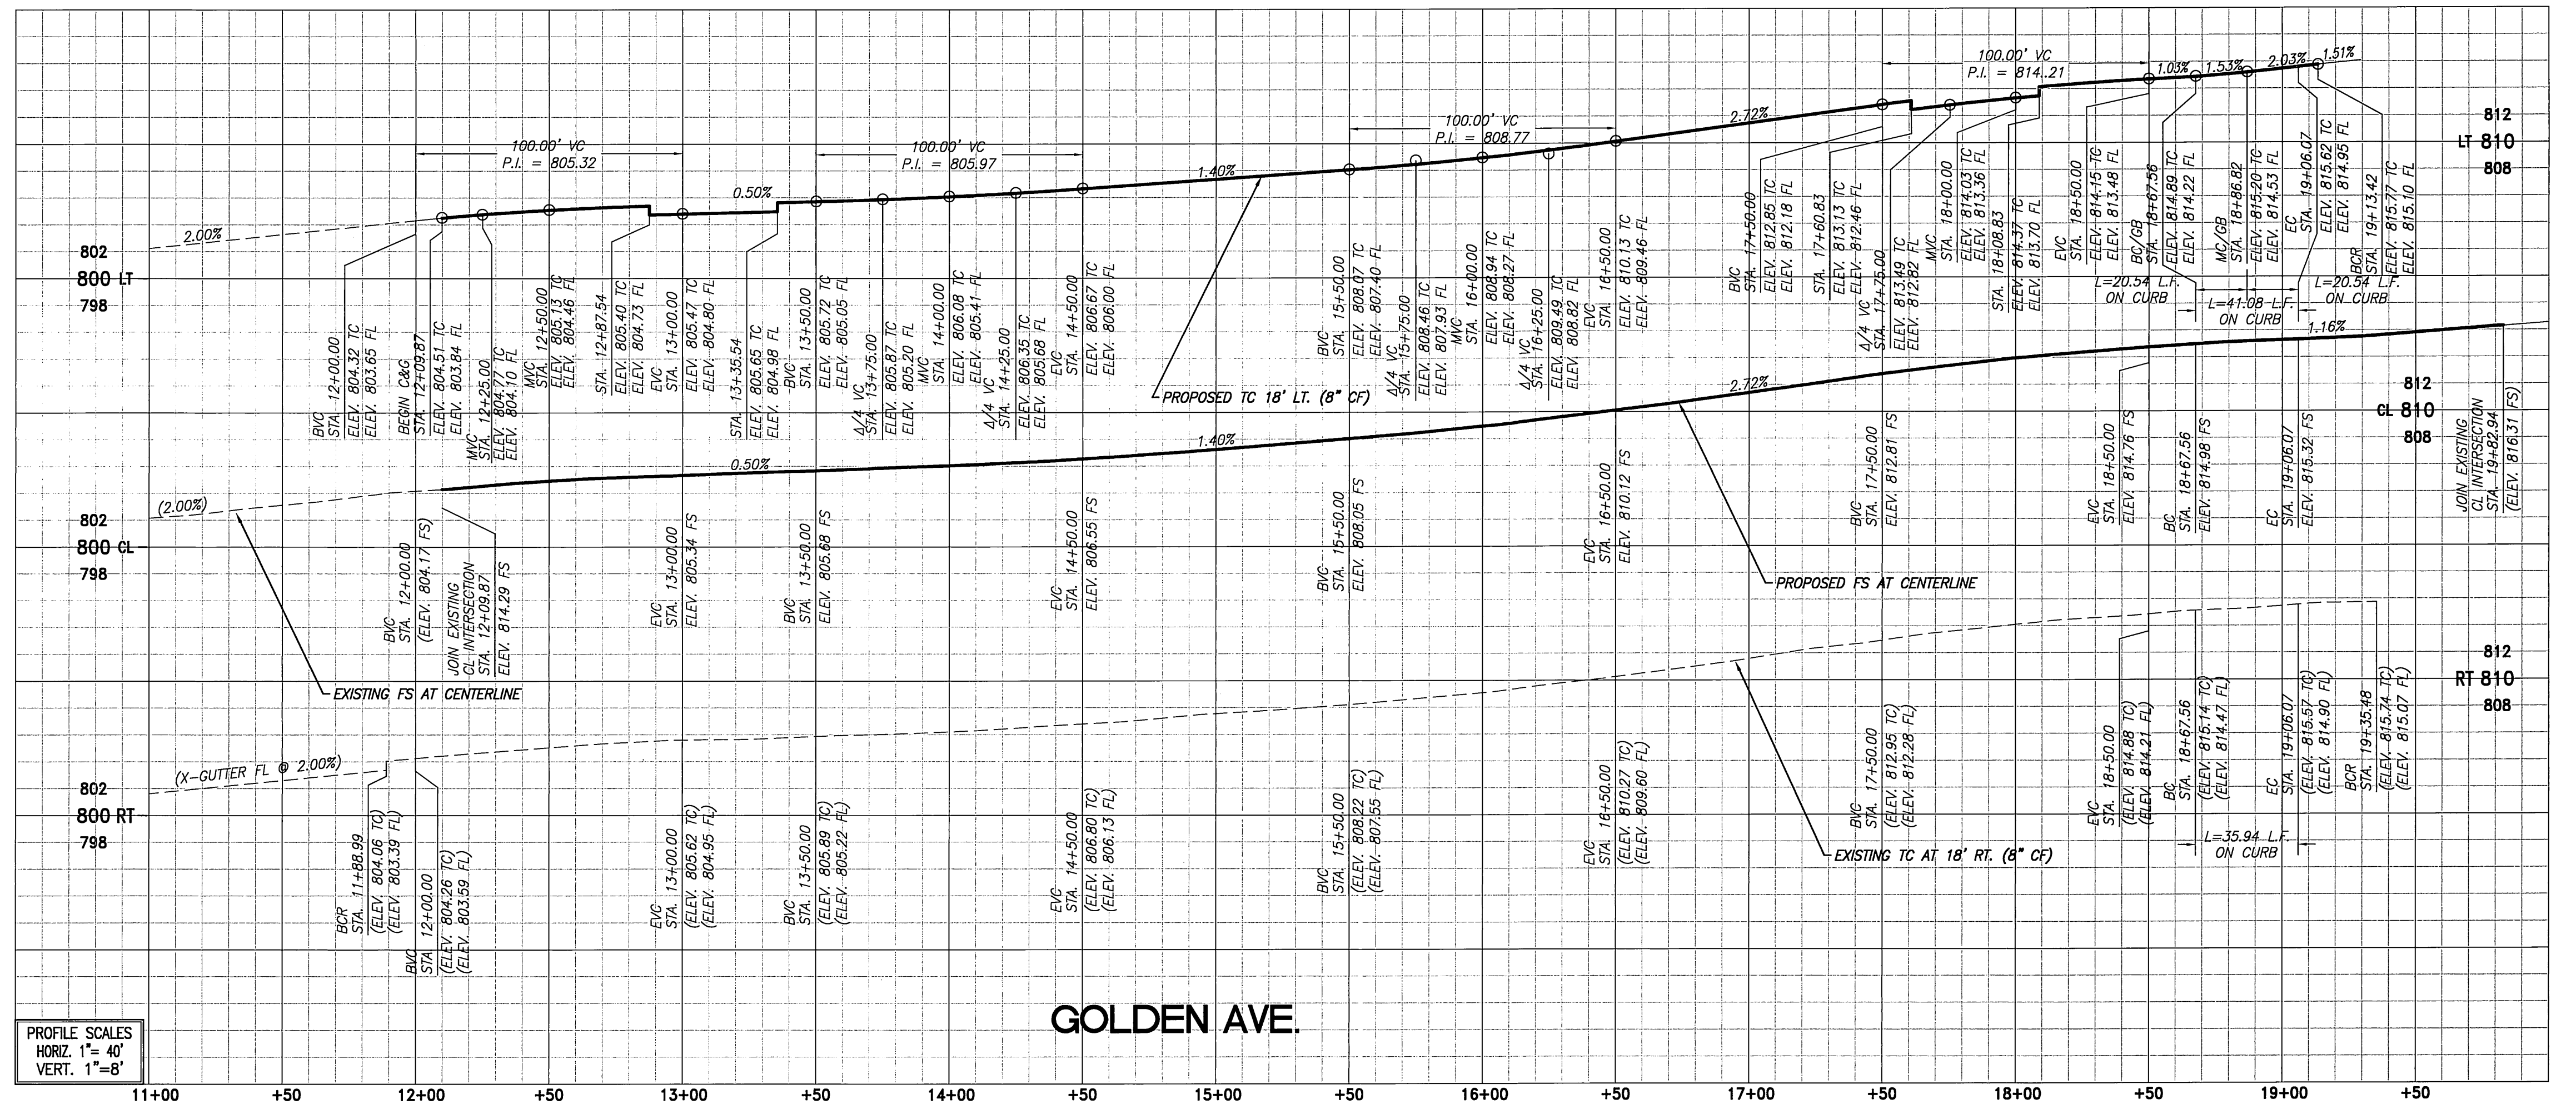 100.00' VC
P.I. = 805.32
100.00' VC
P.I. = 805.97
100.00' VC
P.I. = 808.77
100.00' VC
P.I. = 814.21
2.00%
0.50%
1.40%
2.72%
1.03%
1.53%
2.03%
1.51%
802
800 LT
798
812
LT 810
808
BVC
STA. 12+00.00
ELEV. 804.32 TC
ELEV. 803.65 FL
BEGIN C&G
STA. 12+09.87
ELEV. 804.51 TC
ELEV. 803.84 FL
MVC
STA. 12+25.00
ELEV. 804.77 TC
ELEV. 804.10 FL
MVC
STA. 12+50.00
ELEV. 805.13 TC
ELEV. 804.46 FL
STA. 12+87.54
ELEV. 805.40 TC
ELEV. 804.73 FL
EVC
STA. 13+00.00
ELEV. 805.47 TC
ELEV. 804.80 FL
STA. 13+35.54
ELEV. 805.65 TC
ELEV. 804.98 FL
BVC
STA. 13+50.00
ELEV. 805.72 TC
ELEV. 805.05 FL
Δ/4 VC
STA. 13+75.00
ELEV. 805.87 TC
ELEV. 805.20 FL
MVC
STA. 14+00.00
ELEV. 806.08 TC
ELEV. 805.41 FL
Δ/4 VC
STA. 14+25.00
ELEV. 806.35 TC
ELEV. 805.68 FL
EVC
STA. 14+50.00
ELEV. 806.67 TC
ELEV. 806.00 FL
PROPOSED TC 18' LT. (8" CF)
BVC
STA. 15+50.00
ELEV. 808.07 TC
ELEV. 807.40 FL
Δ/4 VC
STA. 15+75.00
ELEV. 808.46 TC
ELEV. 807.93 FL
MVC
STA. 16+00.00
ELEV. 808.94 TC
ELEV. 808.27 FL
Δ/4 VC
STA. 16+25.00
ELEV. 809.49 TC
ELEV. 808.82 FL
EVC
STA. 16+50.00
ELEV. 810.13 TC
ELEV. 809.46 FL
BVC
STA. 17+50.00
ELEV. 812.85 TC
ELEV. 812.18 FL
STA. 17+60.83
ELEV. 813.13 TC
ELEV. 812.46 FL
Δ/4 VC
STA. 17+75.00
ELEV. 813.49 TC
ELEV. 812.82 FL
MVC
STA. 18+00.00
ELEV. 814.03 TC
ELEV. 813.36 FL
STA. 18+08.83
ELEV. 814.37 TC
ELEV. 813.70 FL
EVC
STA. 18+50.00
ELEV. 814.15 TC
ELEV. 813.48 FL
BC/GB
STA. 18+67.56
ELEV. 814.89 TC
ELEV. 814.22 FL
MC/GB
STA. 18+86.82
ELEV. 815.20 TC
ELEV. 814.53 FL
EC
STA. 19+06.07
ELEV. 815.62 TC
ELEV. 814.95 FL
BCR
STA. 19+13.42
ELEV. 815.77 TC
ELEV. 815.10 FL
L=20.54 L.F.
ON CURB
L=41.08 L.F.
ON CURB
L=20.54 L.F.
ON CURB
(2.00%)
0.50%
1.40%
2.72%
1.16%
802
800 CL
798
812
CL 810
808
EXISTING FS AT CENTERLINE
BVC
STA. 12+00.00
(ELEV. 804.17 FS)
JOIN EXISTING
CL INTERSECTION
STA. 12+09.87
ELEV. 814.29 FS
EVC
STA. 13+00.00
ELEV. 805.34 FS
BVC
STA. 13+50.00
ELEV. 805.68 FS
EVC
STA. 14+50.00
ELEV. 806.55 FS
BVC
STA. 15+50.00
ELEV. 808.05 FS
EVC
STA. 16+50.00
ELEV. 810.12 FS
PROPOSED FS AT CENTERLINE
BVC
STA. 17+50.00
ELEV. 812.81 FS
EVC
STA. 18+50.00
ELEV. 814.76 FS
BC
STA. 18+67.56
ELEV. 814.98 FS
EC
STA. 19+06.07
ELEV. 815.32 FS
JOIN EXISTING
CL INTERSECTION
STA. 19+82.94
(ELEV. 816.31 FS)
(X-GUTTER FL @ 2.00%)
802
800 RT
798
812
RT 810
808
BCR
STA. 11+88.99
(ELEV. 804.06 TC)
(ELEV. 803.39 FL)
BVC
STA. 12+00.00
(ELEV. 804.26 TC)
(ELEV. 803.59 FL)
EVC
STA. 13+00.00
(ELEV. 805.62 TC)
(ELEV. 804.95 FL)
BVC
STA. 13+50.00
(ELEV. 805.89 TC)
(ELEV. 805.22 FL)
EVC
STA. 14+50.00
(ELEV. 806.80 TC)
(ELEV. 806.13 FL)
BVC
STA. 15+50.00
(ELEV. 808.22 TC)
(ELEV. 807.55 FL)
EVC
STA. 16+50.00
(ELEV. 810.27 TC)
(ELEV. 809.60 FL)
EXISTING TC AT 18' RT. (8" CF)
BVC
STA. 17+50.00
(ELEV. 812.95 TC)
(ELEV. 812.28 FL)
EVC
STA. 18+50.00
(ELEV. 814.88 TC)
(ELEV. 814.21 FL)
BC
STA. 18+67.56
(ELEV. 815.14 TC)
(ELEV. 814.47 FL)
EC
STA. 19+06.07
(ELEV. 815.57 TC)
(ELEV. 814.90 FL)
BCR
STA. 19+35.48
(ELEV. 815.74 TC)
(ELEV. 815.07 FL)
L=35.94 L.F.
ON CURB
GOLDEN AVE.
PROFILE SCALES
HORIZ. 1"= 40'
VERT. 1"=8'
11+00 +50 12+00 +50 13+00 +50 14+00 +50 15+00 +50 16+00 +50 17+00 +50 18+00 +50 19+00 +50